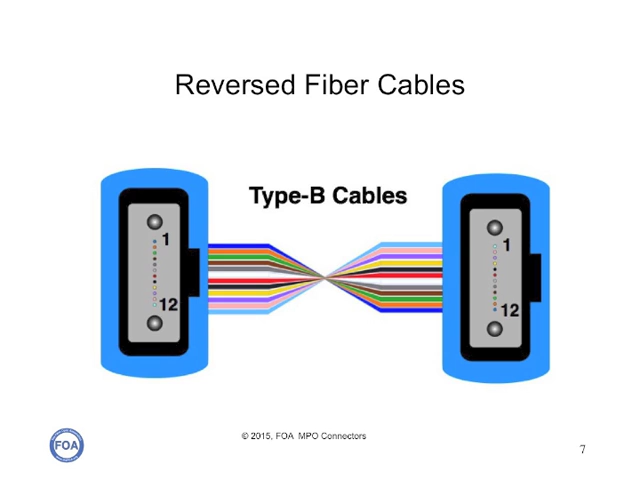 Reversed Fiber Cables
Type-B Cables
1
12
1
12
© 2015, FOA MPO Connectors
FOA
7